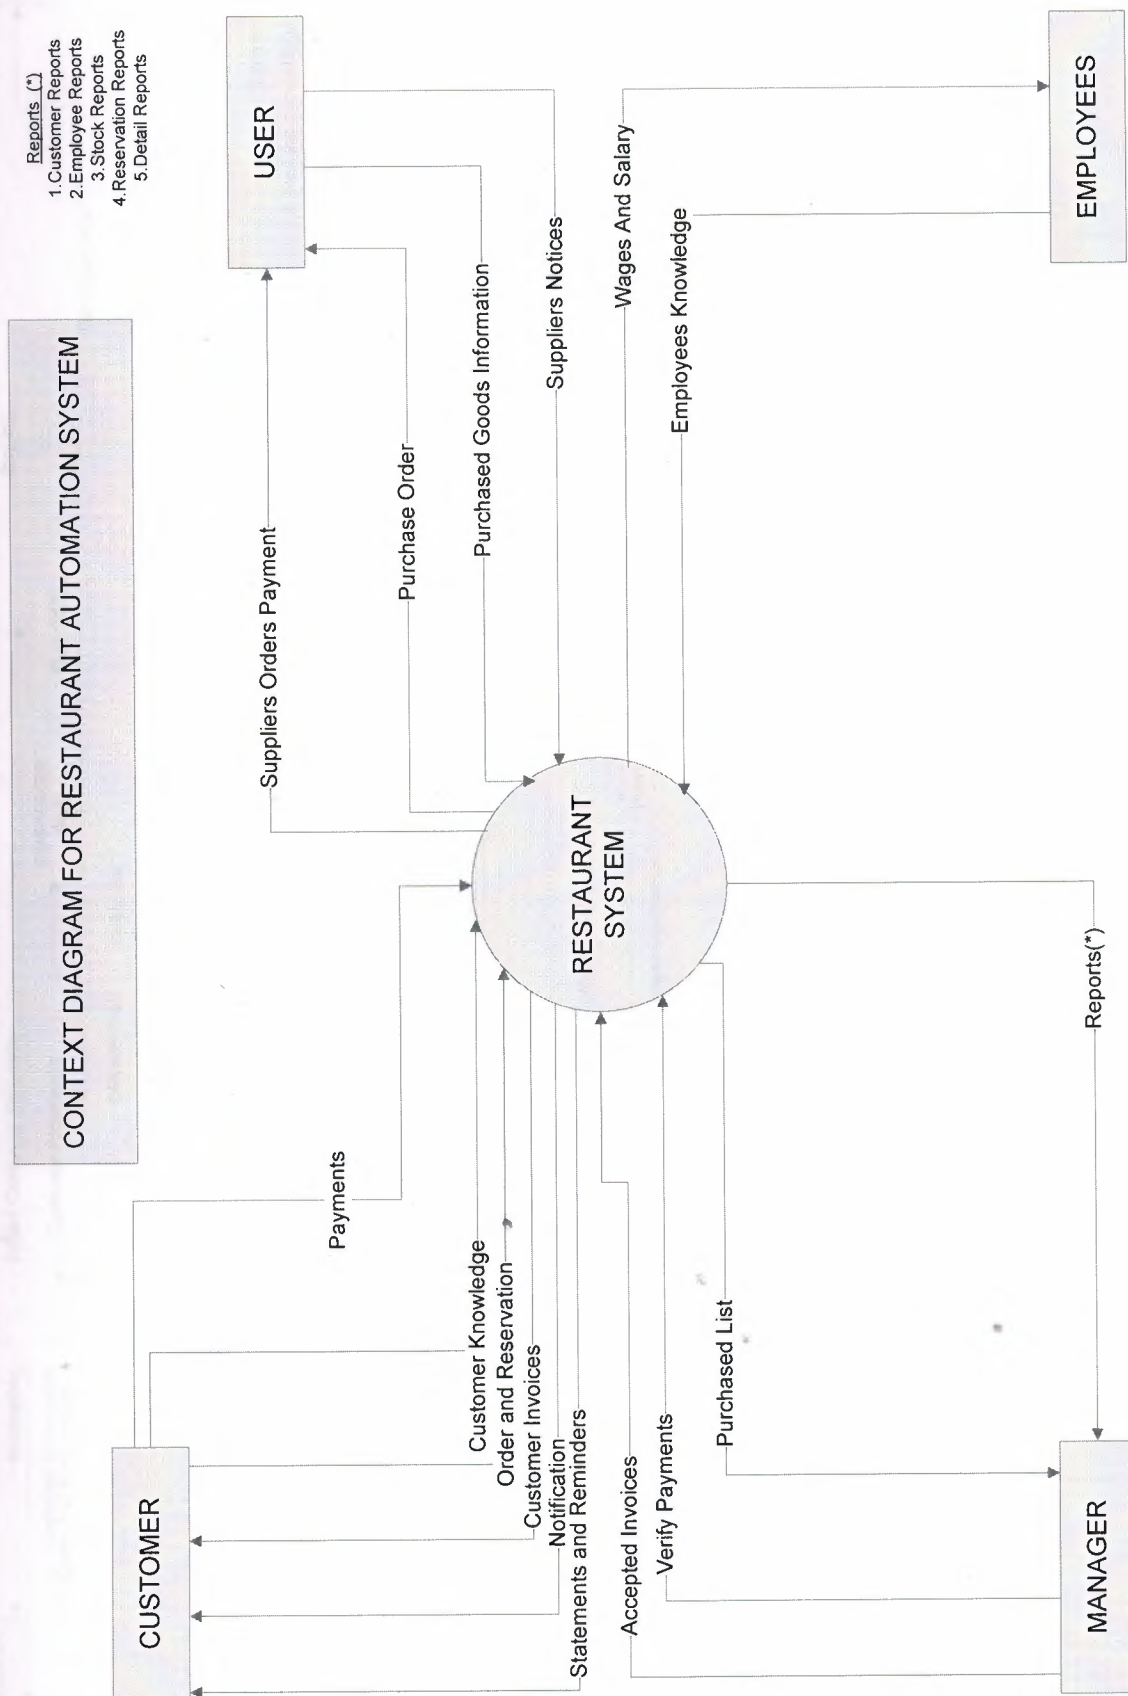 CONTEXT DIAGRAM FOR RESTAURANT AUTOMATION SYSTEM
Reports (*)
1.Customer Reports
2.Employee Reports
3.Stock Reports
4.Reservation Reports
5.Detail Reports
CUSTOMER
USER
Payments
Suppliers Orders Payment
Purchase Order
Customer Knowledge
Purchased Goods Information
Order and Reservation
Customer Invoices
Notification
Suppliers Notices
Statements and Reminders
RESTAURANT
SYSTEM
Wages And Salary
Accepted Invoices
Employees Knowledge
Verify Payments
Purchased List
Reports(*)
MANAGER
EMPLOYEES